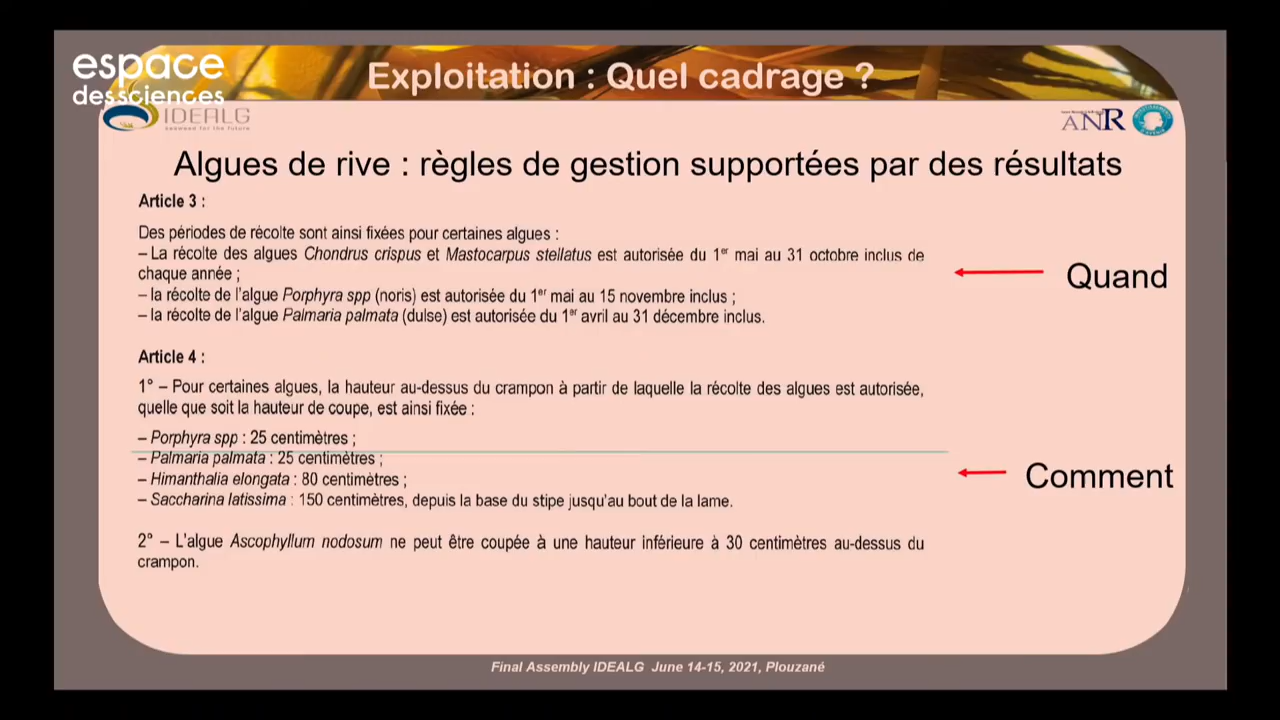 espace
des sciences
Exploitation : Quel cadrage ?
IDEALG
seaweed for the future
ANR
Algues de rive : règles de gestion supportées par des résultats
Article 3 :
Des périodes de récolte sont ainsi fixées pour certaines algues :
– La récolte des algues Chondrus crispus et Mastocarpus stellatus est autorisée du 1er mai au 31 octobre inclus de
chaque année ;
– la récolte de l'algue Porphyra spp (noris) est autorisée du 1er mai au 15 novembre inclus ;
– la récolte de l'algue Palmaria palmata (dulse) est autorisée du 1er avril au 31 décembre inclus.
Quand
Article 4 :
1° – Pour certaines algues, la hauteur au-dessus du crampon à partir de laquelle la récolte des algues est autorisée,
quelle que soit la hauteur de coupe, est ainsi fixée :
– Porphyra spp : 25 centimètres ;
– Palmaria palmata : 25 centimètres ;
– Himanthalia elongata : 80 centimètres ;
– Saccharina latissima : 150 centimètres, depuis la base du stipe jusqu'au bout de la lame.
Comment
2° – L'algue Ascophyllum nodosum ne peut être coupée à une hauteur inférieure à 30 centimètres au-dessus du
crampon.
Final Assembly IDEALG June 14-15, 2021, Plouzané